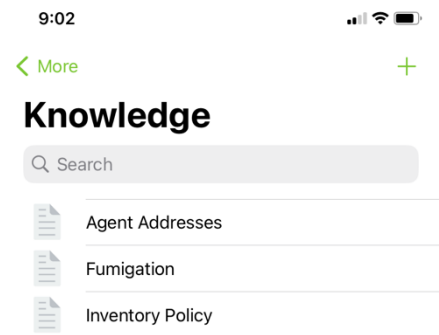 9:02
More
Knowledge
Search
Agent Addresses
Fumigation
Inventory Policy